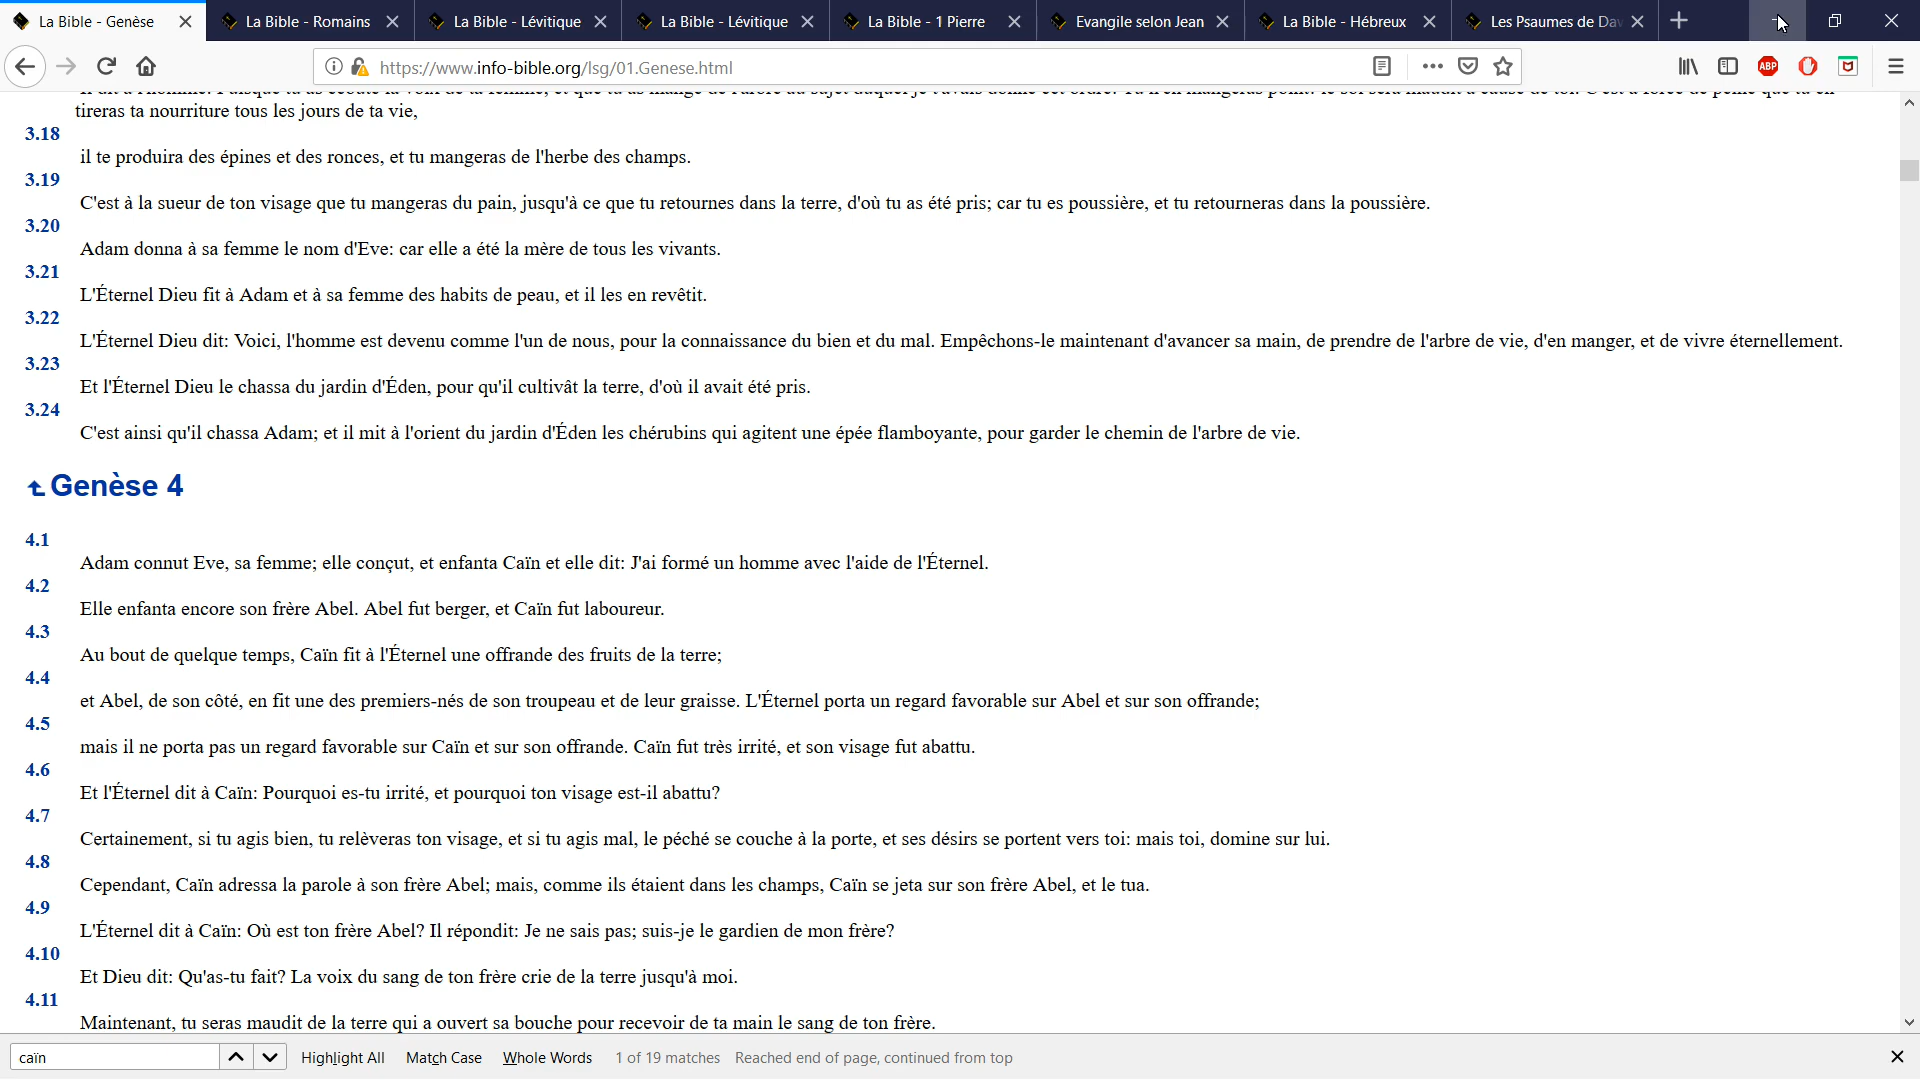 La Bible - Genèse
La Bible - Romains
La Bible - Lévitique
La Bible - Lévitique
La Bible - 1 Pierre
Evangile selon Jean
La Bible - Hébreux
Les Psaumes de Dav
https://www.info-bible.org/lsg/01.Genese.html
ABP
tireras ta nourriture tous les jours de ta vie,
3.18
il te produira des épines et des ronces, et tu mangeras de l'herbe des champs.
3.19
C'est à la sueur de ton visage que tu mangeras du pain, jusqu'à ce que tu retournes dans la terre, d'où tu as été pris; car tu es poussière, et tu retourneras dans la poussière.
3.20
Adam donna à sa femme le nom d'Eve: car elle a été la mère de tous les vivants.
3.21
L'Éternel Dieu fit à Adam et à sa femme des habits de peau, et il les en revêtit.
3.22
L'Éternel Dieu dit: Voici, l'homme est devenu comme l'un de nous, pour la connaissance du bien et du mal. Empêchons-le maintenant d'avancer sa main, de prendre de l'arbre de vie, d'en manger, et de vivre éternellement.
3.23
Et l'Éternel Dieu le chassa du jardin d'Éden, pour qu'il cultivât la terre, d'où il avait été pris.
3.24
C'est ainsi qu'il chassa Adam; et il mit à l'orient du jardin d'Éden les chérubins qui agitent une épée flamboyante, pour garder le chemin de l'arbre de vie.
Genèse 4
4.1
Adam connut Eve, sa femme; elle conçut, et enfanta Caïn et elle dit: J'ai formé un homme avec l'aide de l'Éternel.
4.2
Elle enfanta encore son frère Abel. Abel fut berger, et Caïn fut laboureur.
4.3
Au bout de quelque temps, Caïn fit à l'Éternel une offrande des fruits de la terre;
4.4
et Abel, de son côté, en fit une des premiers-nés de son troupeau et de leur graisse. L'Éternel porta un regard favorable sur Abel et sur son offrande;
4.5
mais il ne porta pas un regard favorable sur Caïn et sur son offrande. Caïn fut très irrité, et son visage fut abattu.
4.6
Et l'Éternel dit à Caïn: Pourquoi es-tu irrité, et pourquoi ton visage est-il abattu?
4.7
Certainement, si tu agis bien, tu relèveras ton visage, et si tu agis mal, le péché se couche à la porte, et ses désirs se portent vers toi: mais toi, domine sur lui.
4.8
Cependant, Caïn adressa la parole à son frère Abel; mais, comme ils étaient dans les champs, Caïn se jeta sur son frère Abel, et le tua.
4.9
L'Éternel dit à Caïn: Où est ton frère Abel? Il répondit: Je ne sais pas; suis-je le gardien de mon frère?
4.10
Et Dieu dit: Qu'as-tu fait? La voix du sang de ton frère crie de la terre jusqu'à moi.
4.11
Maintenant, tu seras maudit de la terre qui a ouvert sa bouche pour recevoir de ta main le sang de ton frère.
caïn
Highlight All
Match Case
Whole Words
1 of 19 matches
Reached end of page, continued from top